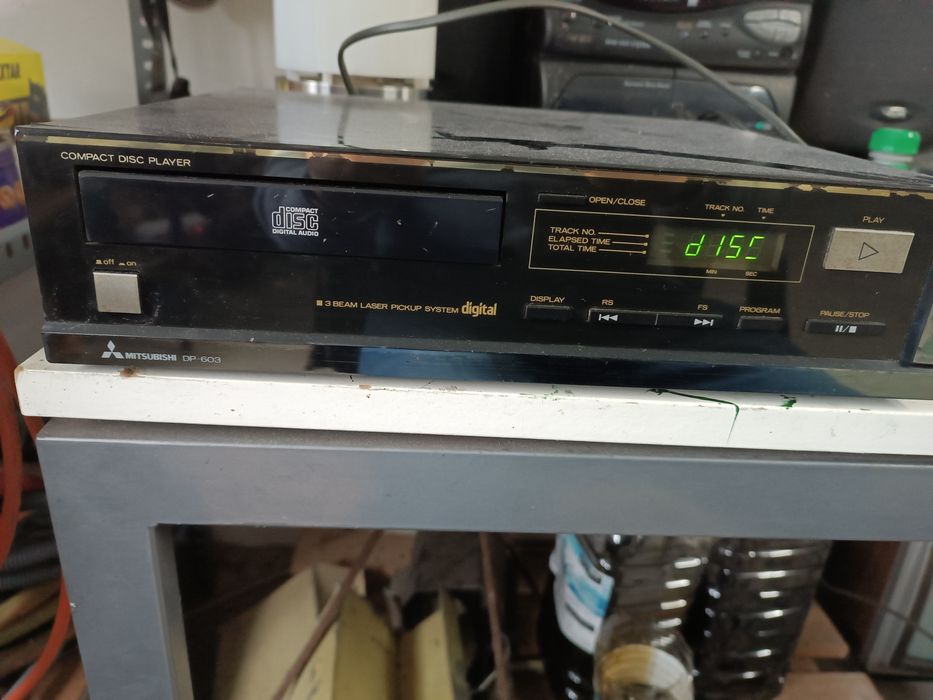 COMPACT DISC PLAYER
COMPACT
disc
DIGITAL AUDIO
OPEN/CLOSE
TRACK NO. TIME
TRACK NO.
ELAPSED TIME
TOTAL TIME
dISC
MIN SEC
PLAY
off on
3 BEAM LASER PICKUP SYSTEM digital
DISPLAY
RS
FS
PROGRAM
PAUSE/STOP
MITSUBISHI DP-603